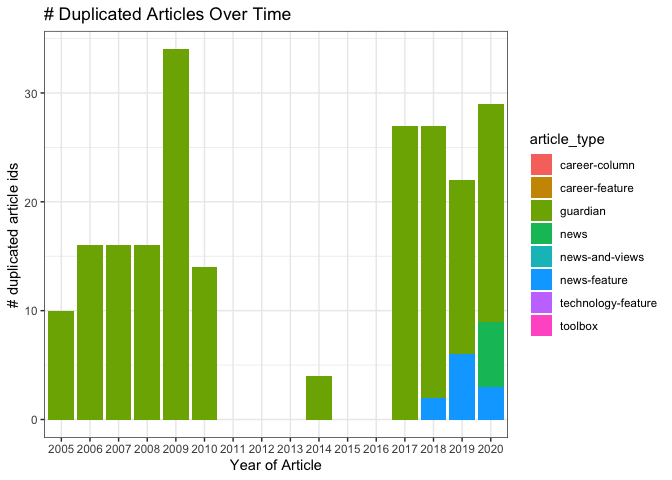 # Duplicated Articles Over Time
# duplicated article ids
30
20
10
0
2005 2006 2007 2008 2009 2010 2011 2012 2013 2014 2015 2016 2017 2018 2019 2020
Year of Article
article_type
career-column
career-feature
guardian
news
news-and-views
news-feature
technology-feature
toolbox